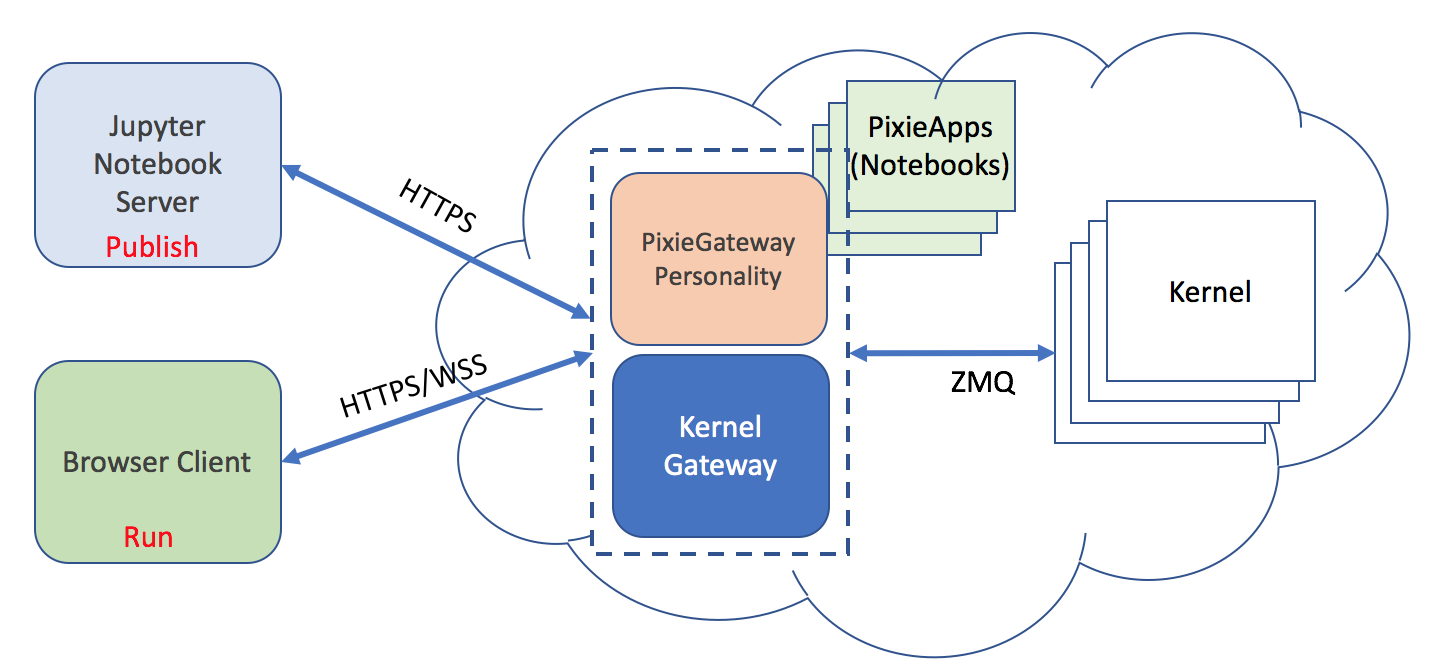 Jupyter
Notebook
Server
Publish
HTTPS
PixieApps
(Notebooks)
PixieGateway
Personality
Kernel
HTTPS/WSS
ZMQ
Kernel
Gateway
Browser Client
Run